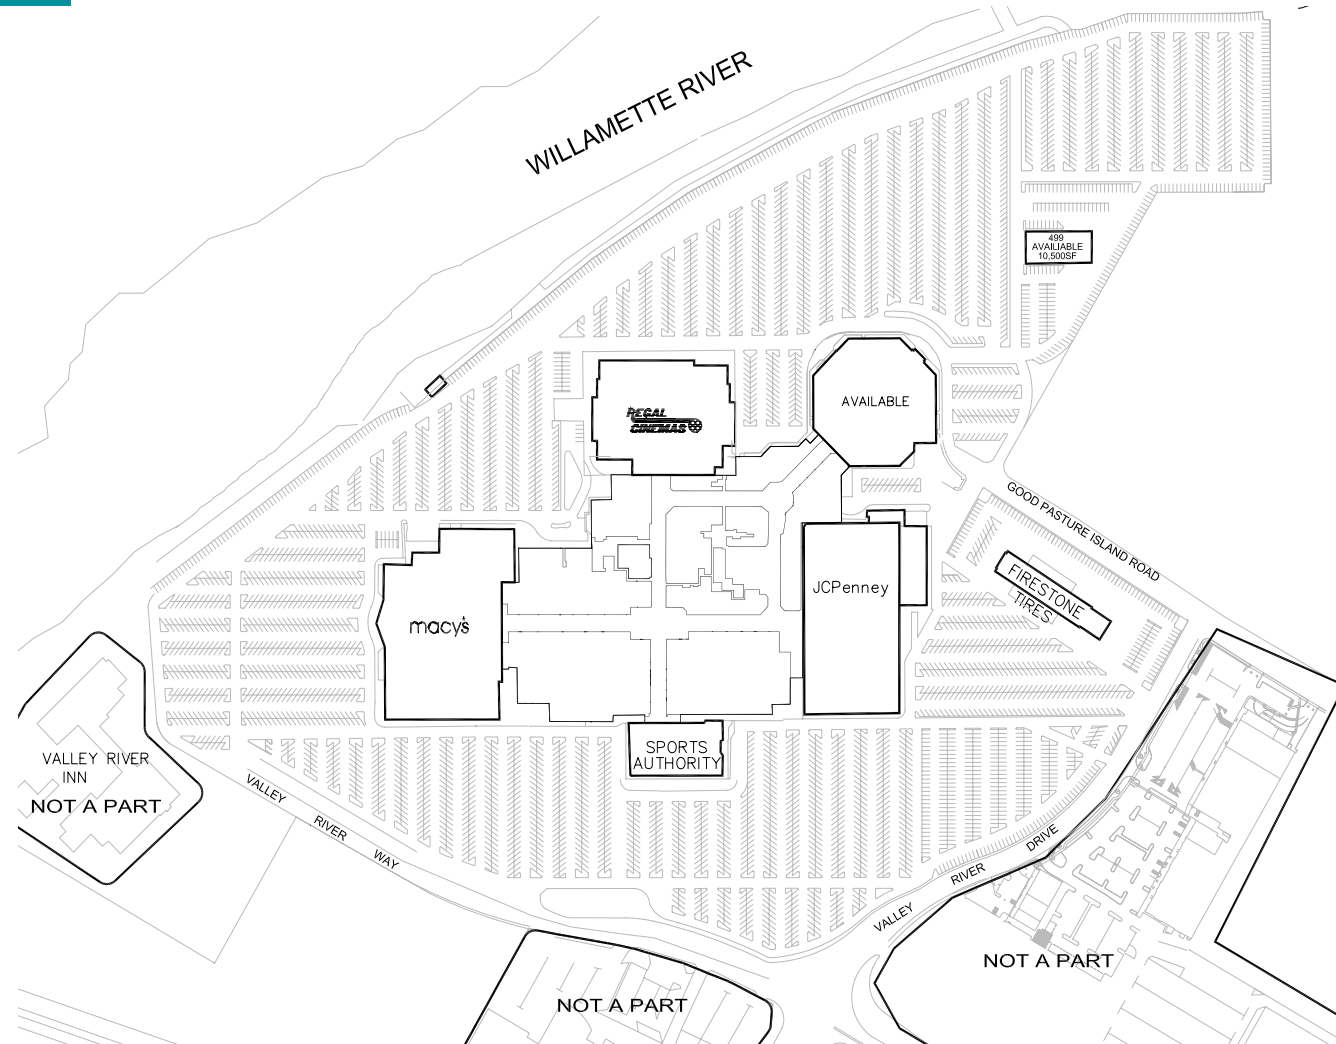 WILLAMETTE RIVER
499
AVAILIABLE
10,500SF
REGAL
CINEMAS
AVAILABLE
GOOD PASTURE ISLAND ROAD
FIRESTONE
TIRES
JCPenney
macy's
SPORTS
AUTHORITY
VALLEY RIVER
INN
NOT A PART
VALLEY RIVER WAY
VALLEY RIVER DRIVE
NOT A PART
NOT A PART